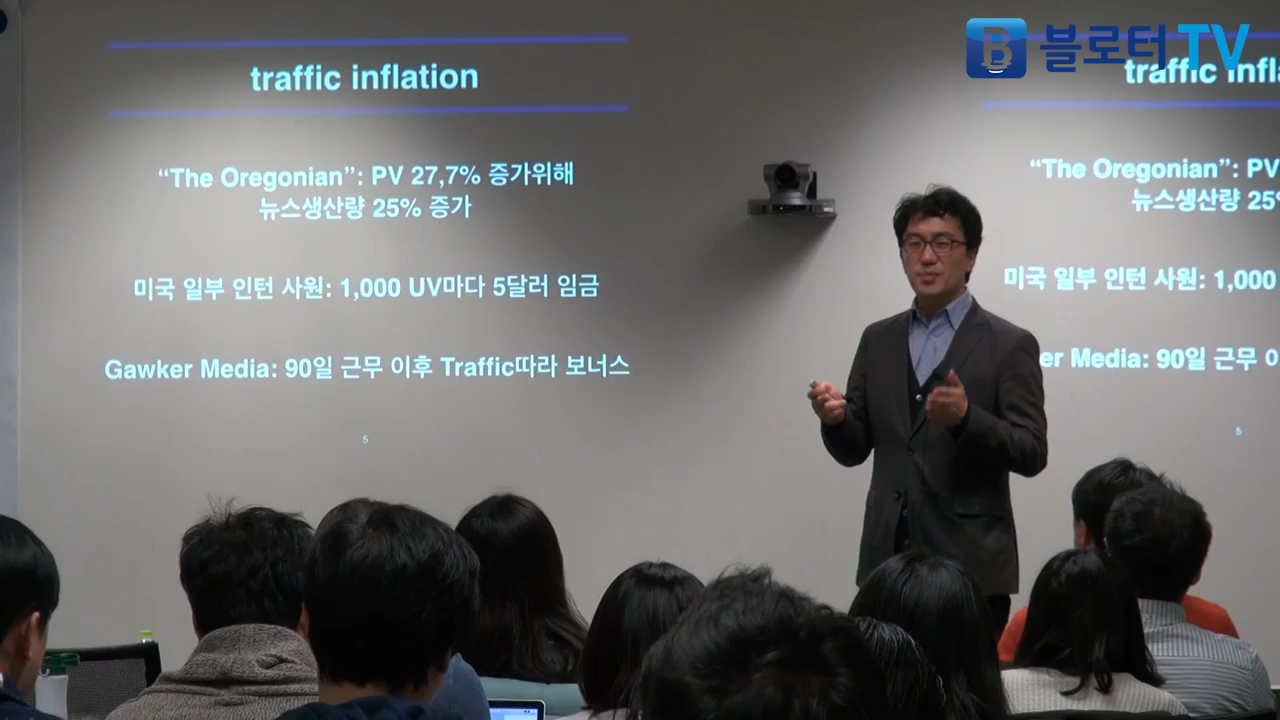 traffic inflation
“The Oregonian”: PV 27,7% 증가위해
뉴스생산량 25% 증가
미국 일부 인턴 사원: 1,000 UV마다 5달러 임금
Gawker Media: 90일 근무 이후 Traffic따라 보너스
5
B 블로터 TV
traffic infla
“The Oregonian”: PV
뉴스생산량 25%
미국 일부 인턴 사원: 1,000
er Media: 90일 근무 이
5